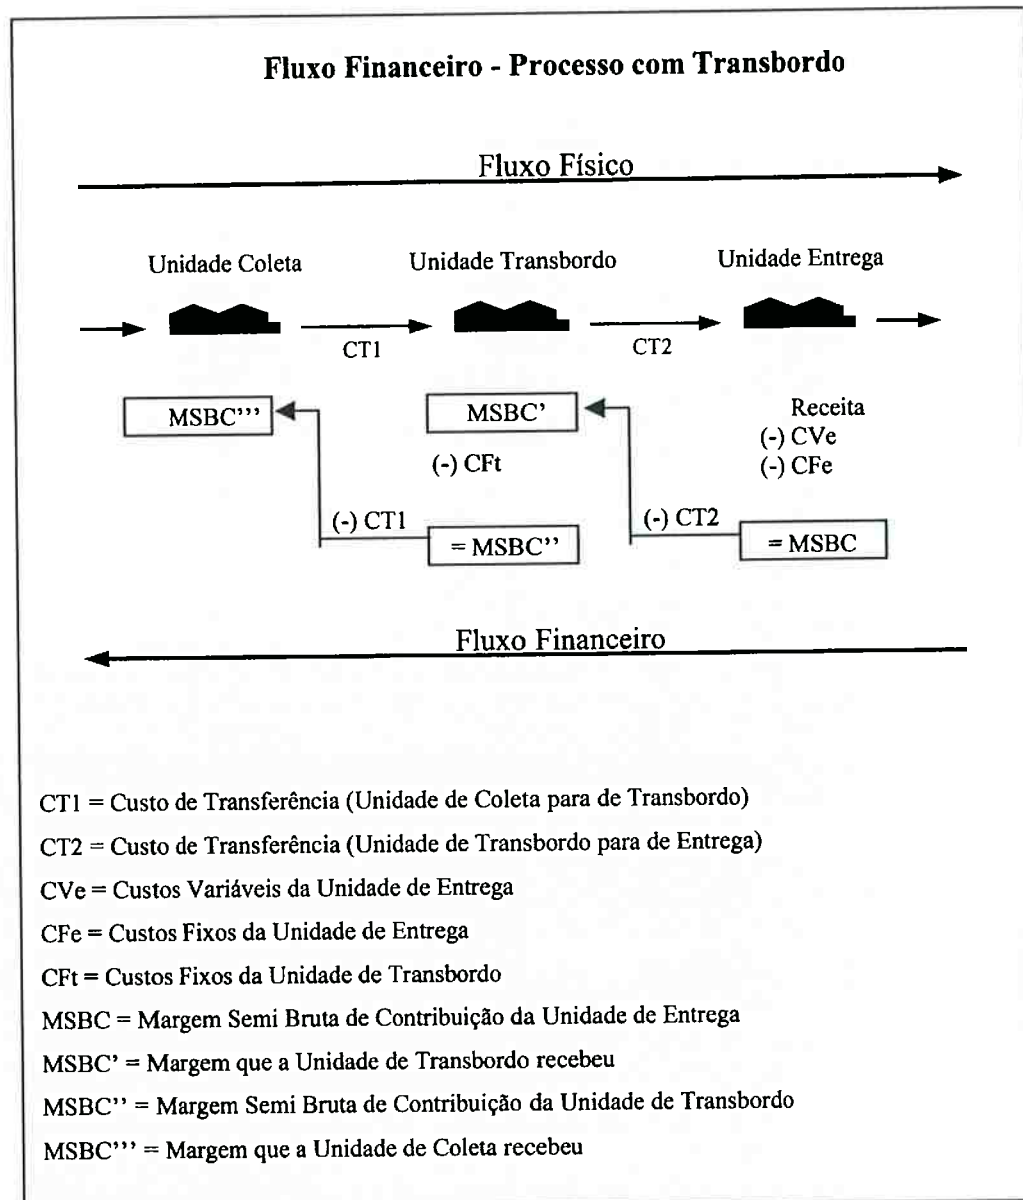 Fluxo Financeiro - Processo com Transbordo
Fluxo Físico
Unidade Coleta
Unidade Transbordo
Unidade Entrega
CT1
CT2
MSBC’’’
MSBC’
Receita
(-) CVe
(-) CFt
(-) CFe
(-) CT1
(-) CT2
= MSBC’’
= MSBC
Fluxo Financeiro
CT1 = Custo de Transferência (Unidade de Coleta para de Transbordo)
CT2 = Custo de Transferência (Unidade de Transbordo para de Entrega)
CVe = Custos Variáveis da Unidade de Entrega
CFe = Custos Fixos da Unidade de Entrega
CFt = Custos Fixos da Unidade de Transbordo
MSBC = Margem Semi Bruta de Contribuição da Unidade de Entrega
MSBC’ = Margem que a Unidade de Transbordo recebeu
MSBC’’ = Margem Semi Bruta de Contribuição da Unidade de Transbordo
MSBC’’’ = Margem que a Unidade de Coleta recebeu